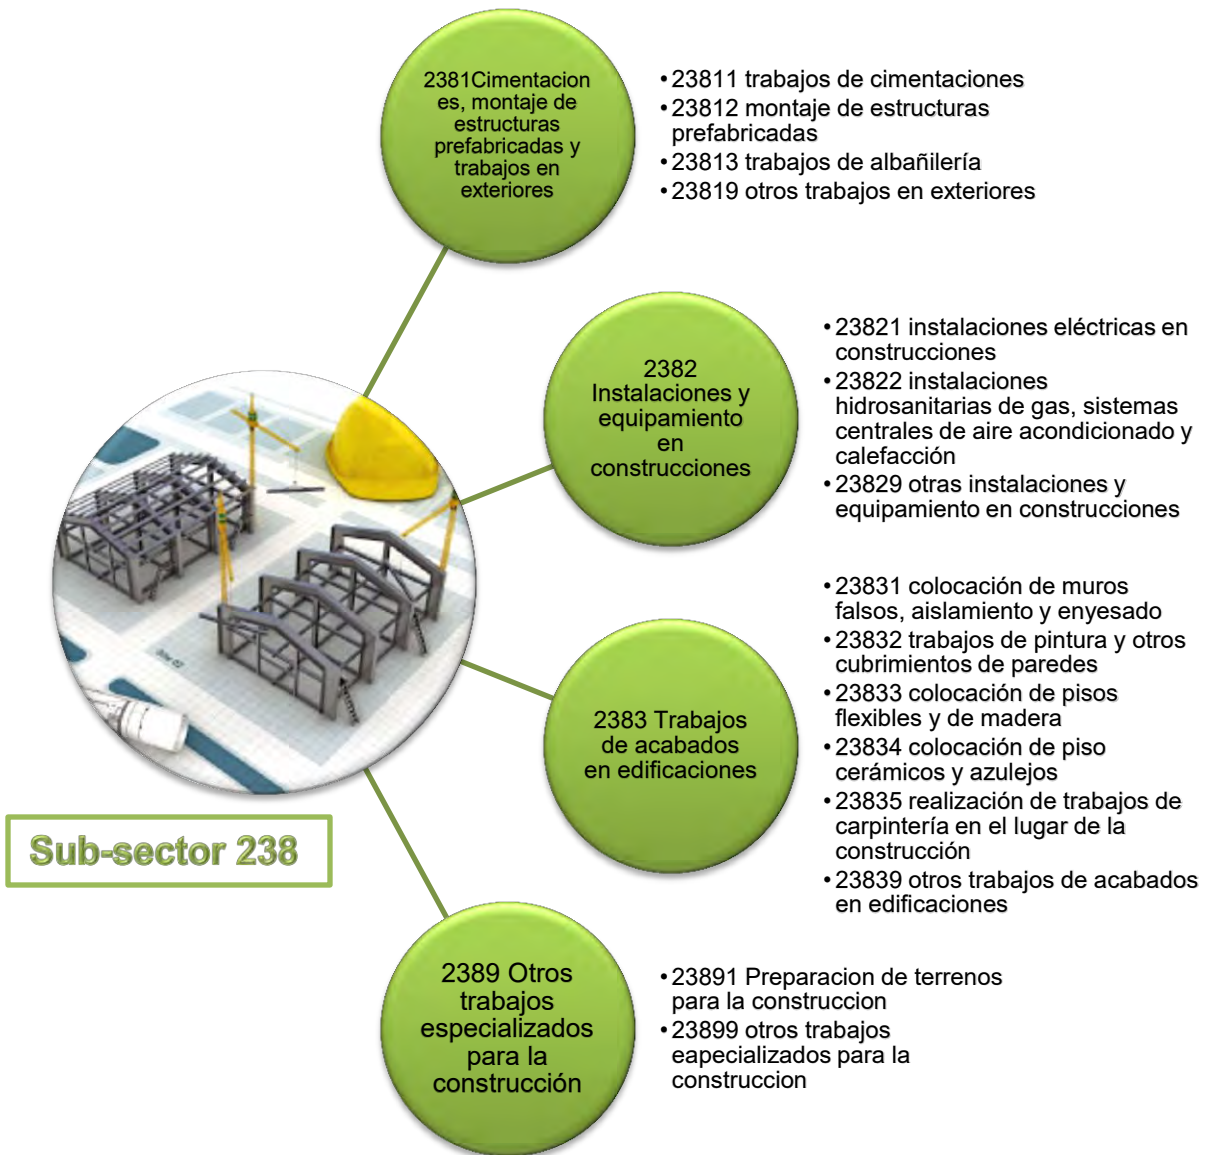 2381Cimentacion
es, montaje de
estructuras
prefabricadas y
trabajos en
exteriores
•23811 trabajos de cimentaciones
•23812 montaje de estructuras
prefabricadas
•23813 trabajos de albañilería
•23819 otros trabajos en exteriores
2382
Instalaciones y
equipamiento
en
construcciones
•23821 instalaciones eléctricas en
construcciones
•23822 instalaciones
hidrosanitarias de gas, sistemas
centrales de aire acondicionado y
calefacción
•23829 otras instalaciones y
equipamiento en construcciones
2383 Trabajos
de acabados
en edificaciones
•23831 colocación de muros
falsos, aislamiento y enyesado
•23832 trabajos de pintura y otros
cubrimientos de paredes
•23833 colocación de pisos
flexibles y de madera
•23834 colocación de piso
cerámicos y azulejos
•23835 realización de trabajos de
carpintería en el lugar de la
construcción
•23839 otros trabajos de acabados
en edificaciones
Sub-sector 238
2389 Otros
trabajos
especializados
para la
construcción
•23891 Preparacion de terrenos
para la construccion
•23899 otros trabajos
eapecializados para la
construccion